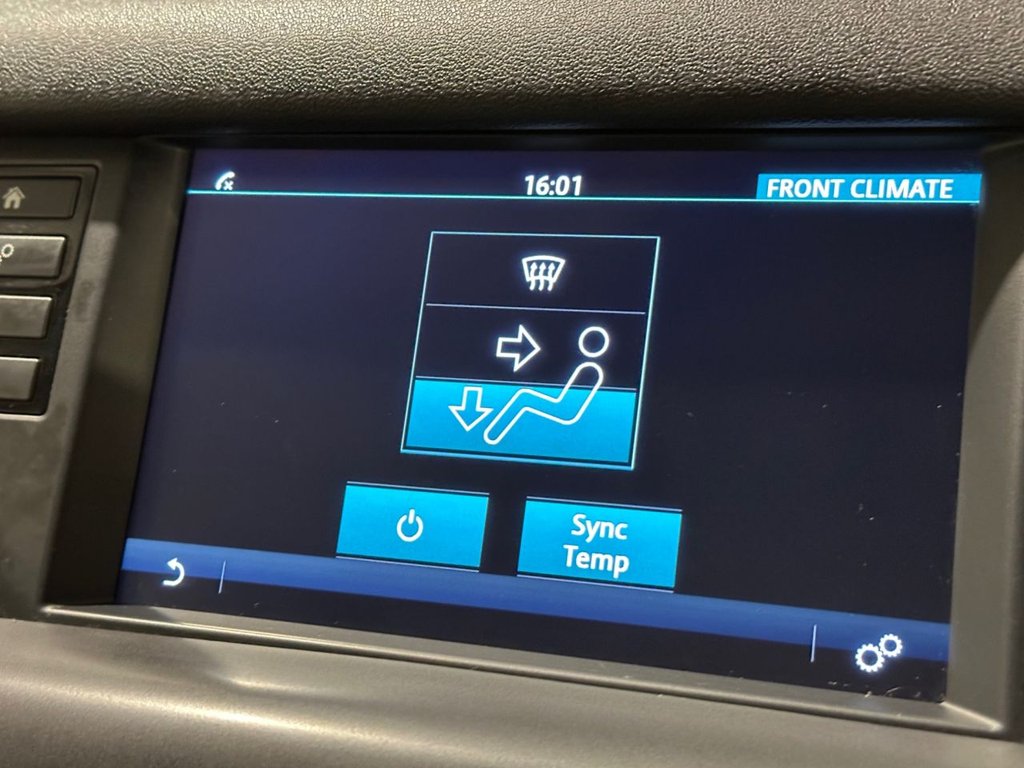 16:01
FRONT CLIMATE
Sync
Temp